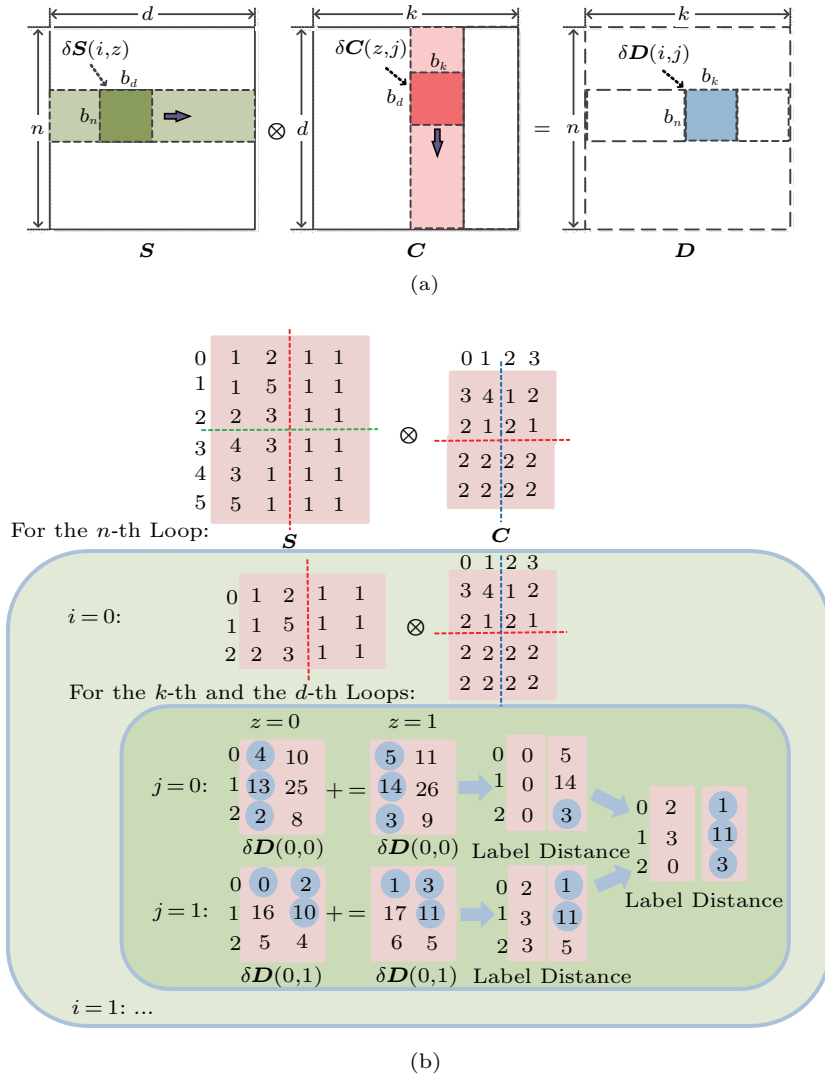 d k k
δS(i,z) δC(z,j) δD(i,j)
b_d b_k b_k
b_n b_d b_n
n ⊗ d = n
S C D
(a)
0 1 2 3
0 1 2 1 1
1 1 5 1 1 3 4 1 2
2 2 3 1 1 2 1 2 1
⊗
3 4 3 1 1 2 2 2 2
4 3 1 1 1 2 2 2 2
5 5 1 1 1
For the n-th Loop:
S C
0 1 2 3
0 1 2 1 1 3 4 1 2
i = 0: 1 1 5 1 1 ⊗ 2 1 2 1
2 2 3 1 1 2 2 2 2
2 2 2 2
For the k-th and the d-th Loops:
z = 0 z = 1
0 4 10 5 11 0 0 5
j = 0: 1 13 25 += 14 26 1 0 14
2 2 8 3 9 2 0 3
δD(0,0) δD(0,0) Label Distance
0 2 1
1 3 11
2 0 3
Label Distance
0 0 2 1 3 0 2 1
j = 1: 1 16 10 += 17 11 1 3 11
2 5 4 6 5 2 3 5
δD(0,1) δD(0,1) Label Distance
i = 1: ...
(b)